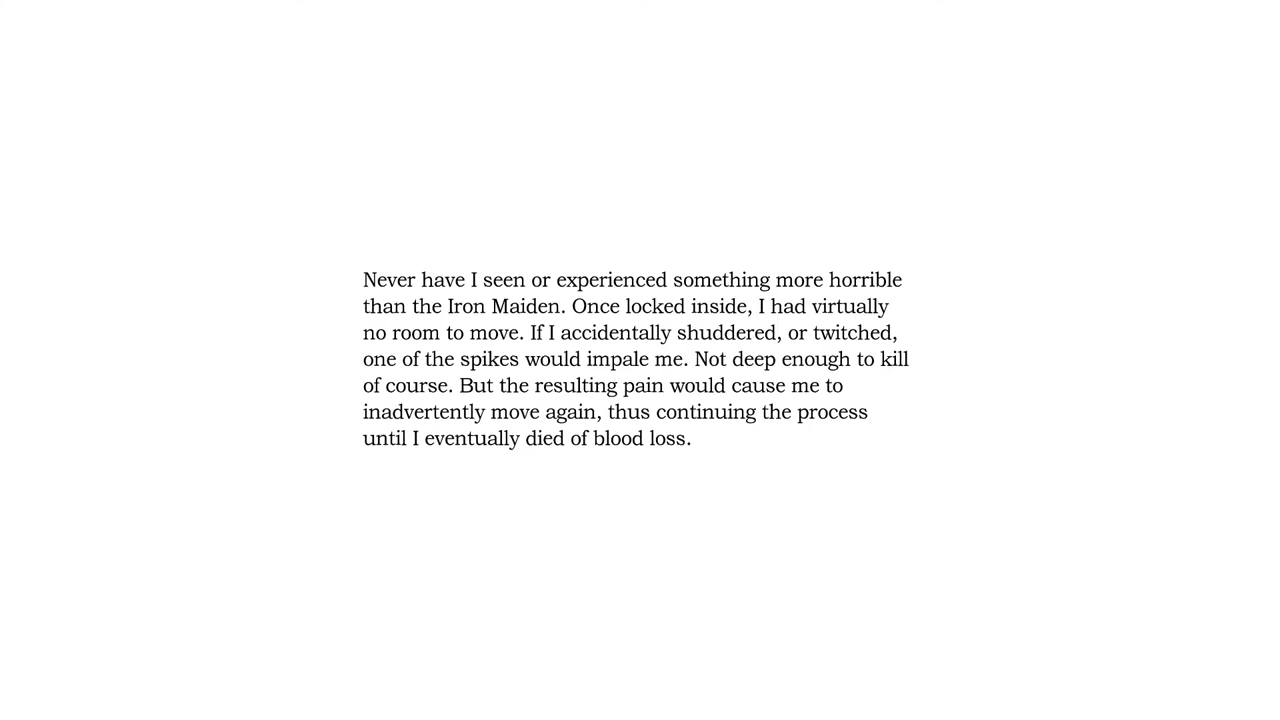 Never have I seen or experienced something more horrible
than the Iron Maiden. Once locked inside, I had virtually
no room to move. If I accidentally shuddered, or twitched,
one of the spikes would impale me. Not deep enough to kill
of course. But the resulting pain would cause me to
inadvertently move again, thus continuing the process
until I eventually died of blood loss.